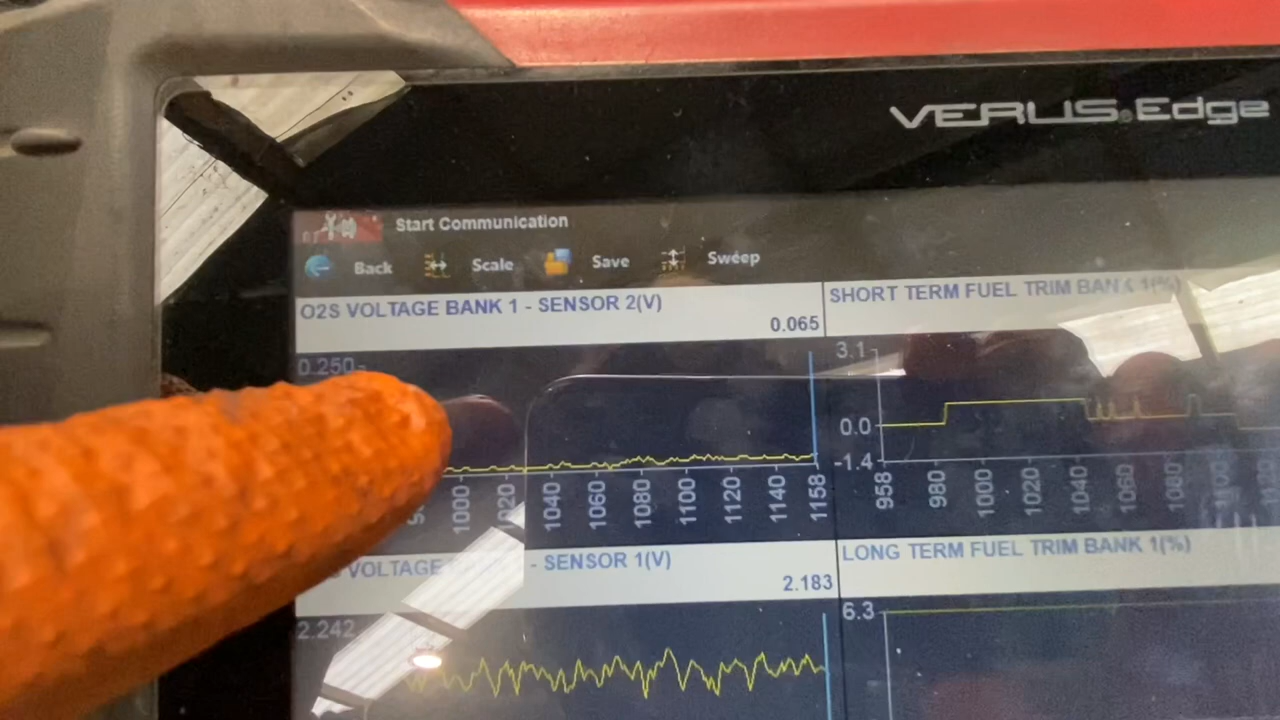 VERUS Edge
Start Communication
Back Scale Save Sweep
O2S VOLTAGE BANK 1 - SENSOR 2(V)
0.065
SHORT TERM FUEL TRIM BANK 1(%)
0.250
3.1
0.0
-1.4
1000 1020 1040 1060 1080 1100 1120 1140 1158
958 980 1000 1020 1040 1060 1080 1100
VOLTAGE - SENSOR 1(V)
2.183
LONG TERM FUEL TRIM BANK 1(%)
2.242
6.3